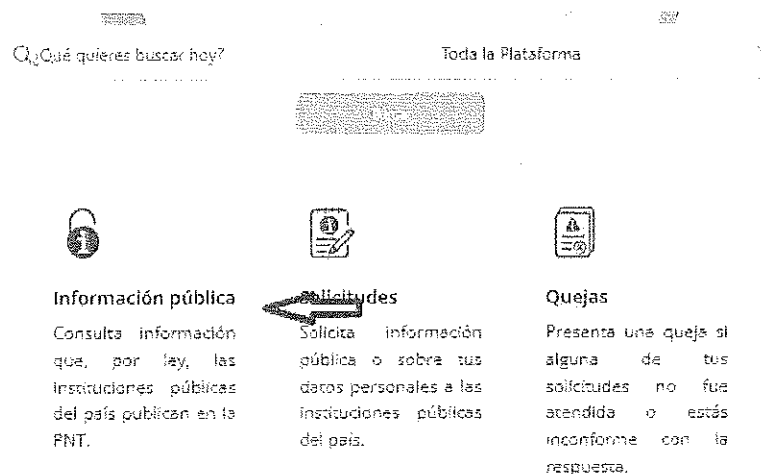 ¿Qué quieres buscar hoy?
Toda la Plataforma
Información pública
Consulta información
que, por ley, las
instituciones públicas
del país publican en la
PNT.
Solicitudes
Solicita información
pública o sobre tus
datos personales a las
instituciones públicas
del país.
Quejas
Presenta una queja si
alguna de tus
solicitudes no fue
atendida o estás
inconforme con la
respuesta.